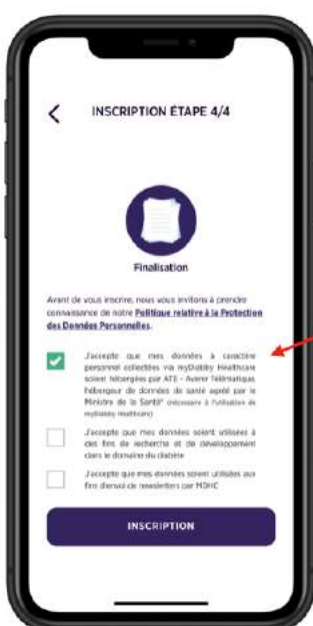 INSCRIPTION ÉTAPE 4/4
Finalisation
Avant de vous inscrire, nous vous invitons à prendre
connaissance de notre Politique relative à la Protection
des Données Personnelles.
J'accepte que mes données à caractère
personnel collectées via myDiabby Healthcare
soient hébergées par ATE - Avenir Télématique,
hébergeur de données de santé agréé par le
Ministre de la Santé* (nécessaire à l'utilisation de
myDiabby Healthcare)
J'accepte que mes données soient utilisées à
des fins de recherche et de développement
dans le domaine du diabète
J'accepte que mes données soient utilisées aux
fins d'envoi de newsletters par MDHC
INSCRIPTION